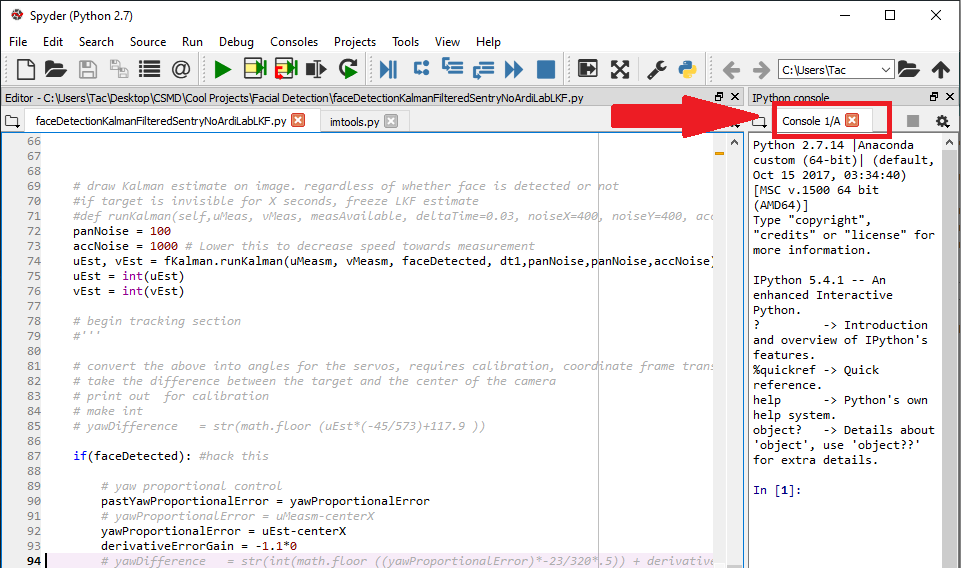 Spyder (Python 2.7)
File Edit Search Source Run Debug Consoles Projects Tools View Help
C:\Users\Tac
Editor - C:\Users\Tac\Desktop\CSMD\Cool Projects\Facial Detection\faceDetectionKalmanFilteredSentryNoArdiLabLKF.py
faceDetectionKalmanFilteredSentryNoArdiLabLKF.py
imtools.py
66
67
68
69 # draw Kalman estimate on image. regardless of whether face is detected or not
70 #if target is invisible for X seconds, freeze LKF estimate
71 #def runKalman(self,uMeas, vMeas, measAvailable, deltaTime=0.03, noiseX=400, noiseY=400, acc
72 panNoise = 100
73 accNoise = 1000 # Lower this to decrease speed towards measurement
74 uEst, vEst = fKalman.runKalman(uMeasm, vMeasm, faceDetected, dt1,panNoise,panNoise,accNoise)
75 uEst = int(uEst)
76 vEst = int(vEst)
77
78 # begin tracking section
79 #'''
80
81 # convert the above into angles for the servos, requires calibration, coordinate frame trans
82 # take the difference between the target and the center of the camera
83 # print out  for calibration
84 # make int
85 # yawDifference   = str(math.floor (uEst*(-45/573)+117.9 ))
86
87 if(faceDetected): #hack this
88
89 # yaw proportional control
90 pastYawProportionalError = yawProportionalError
91 # yawProportionalError = uMeasm-centerX
92 yawProportionalError = uEst-centerX
93 derivativeErrorGain = -1.1*0
94 # yawDifference   = str(int(math.floor ((yawProportionalError)*-23/320*.5)) + derivative
IPython console
Console 1/A
Python 2.7.14 |Anaconda
custom (64-bit)| (default,
Oct 15 2017, 03:34:40)
[MSC v.1500 64 bit
(AMD64)]
Type "copyright",
"credits" or "license" for
more information.
IPython 5.4.1 -- An
enhanced Interactive
Python.
?         -> Introduction
and overview of IPython's
features.
%quickref -> Quick
reference.
help      -> Python's own
help system.
object?   -> Details about
'object', use 'object??'
for extra details.
In [1]: